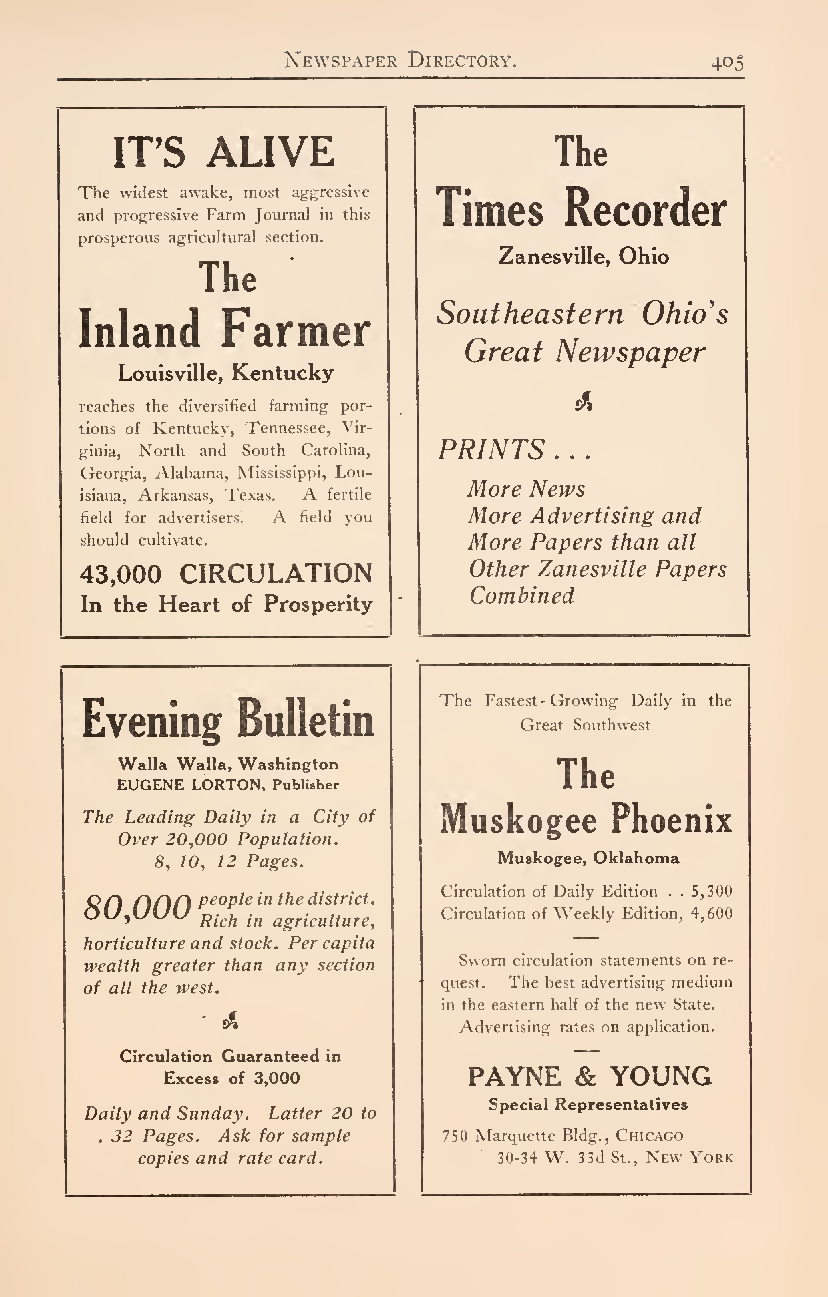 Newspaper Directory. 405
IT'S ALIVE
The widest awake, most aggressive
and progressive Farm Journal in this
prosperous agricultural section.
The
Inland Farmer
Louisville, Kentucky
reaches the diversified farming por-
tions of Kentucky, Tennessee, Vir-
ginia, North and South Carolina,
Georgia, Alabama, Mississippi, Lou-
isiana, Arkansas, Texas. A fertile
field for advertisers. A field you
should cultivate.
43,000 CIRCULATION
In the Heart of Prosperity
The
Times Recorder
Zanesville, Ohio
Southeastern Ohio's
Great Newspaper
PRINTS...
More News
More Advertising and
More Papers than all
Other Zanesville Papers
Combined
Evening Bulletin
Walla Walla, Washington
EUGENE LORTON, Publisher
The Leading Daily in a City of
Over 20,000 Population.
8, 10, 12 Pages.
80,000 people in the district.
Rich in agriculture,
horticulture and stock. Per capita
wealth greater than any section
of all the west.
Circulation Guaranteed in
Excess of 3,000
Daily and Sunday. Latter 20 to
32 Pages. Ask for sample
copies and rate card.
The Fastest-Growing Daily in the
Great Southwest
The
Muskogee Phoenix
Muskogee, Oklahoma
Circulation of Daily Edition . . 5,300
Circulation of Weekly Edition, 4,600
Sworn circulation statements on re-
quest. The best advertising medium
in the eastern half of the new State.
Advertising rates on application.
PAYNE & YOUNG
Special Representatives
750 Marquette Bldg., Chicago
30-34 W. 33d St., New York